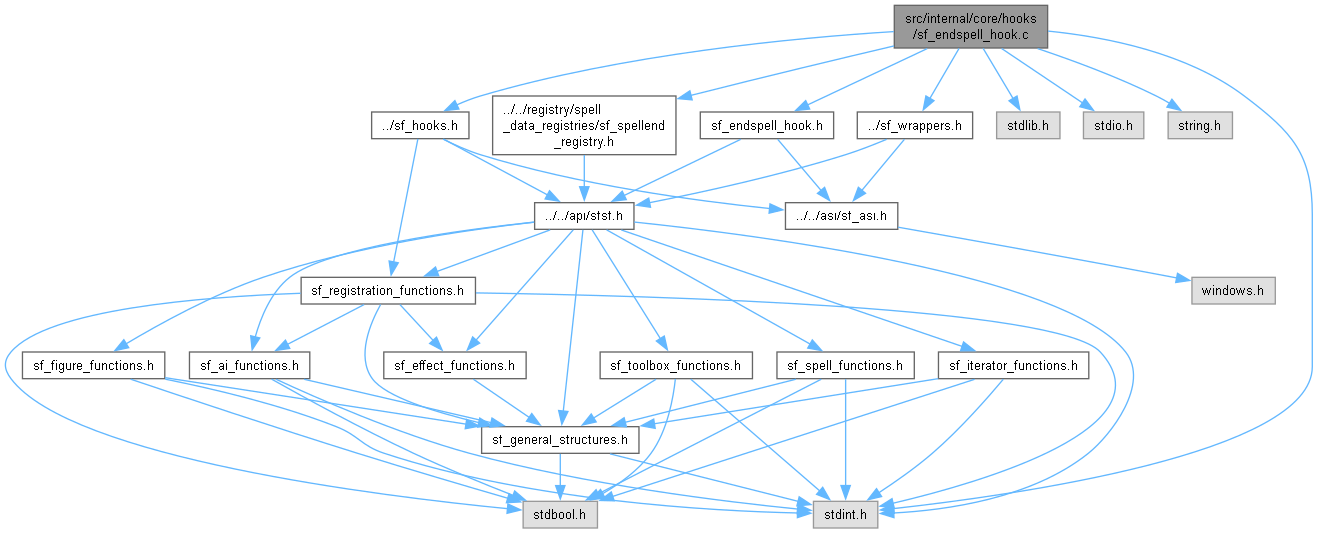 src/internal/core/hooks
/sf_endspell_hook.c
../sf_hooks.h
../../registry/spell
_data_registries/sf_spellend
_registry.h
sf_endspell_hook.h
../sf_wrappers.h
stdlib.h
stdio.h
string.h
../../api/sfsf.h
../../asi/sf_asi.h
sf_registration_functions.h
windows.h
sf_figure_functions.h
sf_ai_functions.h
sf_effect_functions.h
sf_toolbox_functions.h
sf_spell_functions.h
sf_iterator_functions.h
sf_general_structures.h
stdbool.h
stdint.h